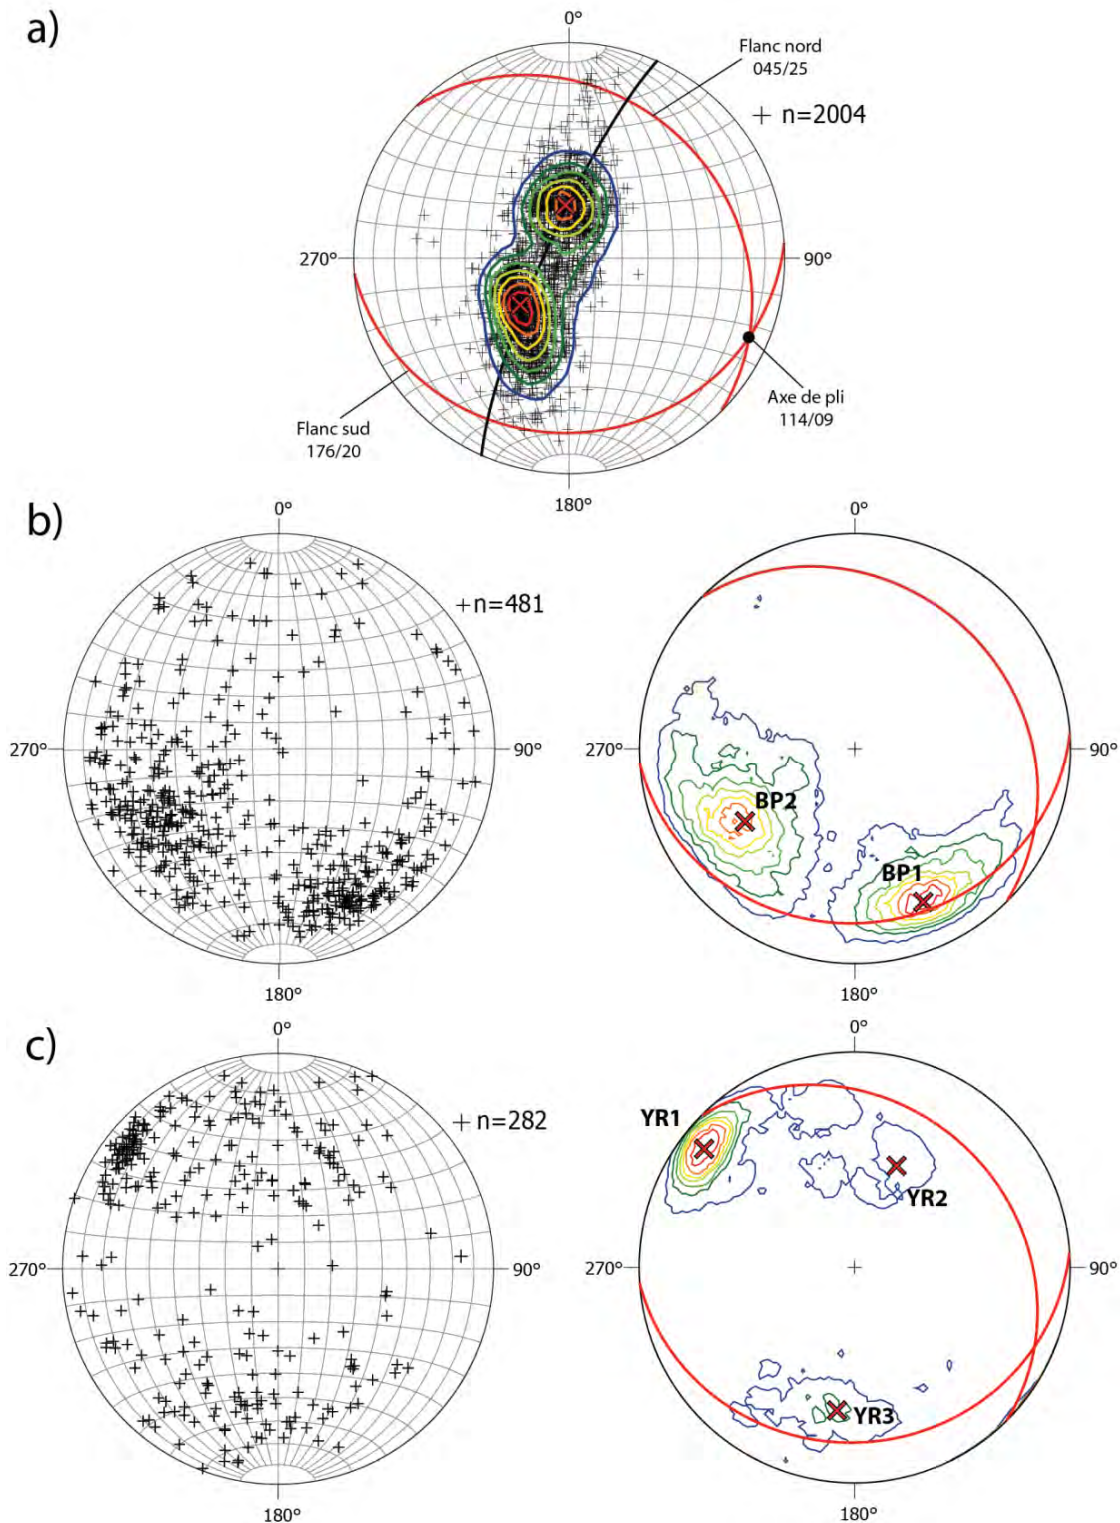 a)
0°
Flanc nord
045/25
+ n=2004
270°
90°
Flanc sud
176/20
Axe de pli
114/09
180°
b)
0°
+n=481
270°
90°
180°
0°
270°
90°
BP2
BP1
180°
c)
0°
+n=282
270°
90°
180°
0°
YR1
YR2
270°
90°
YR3
180°